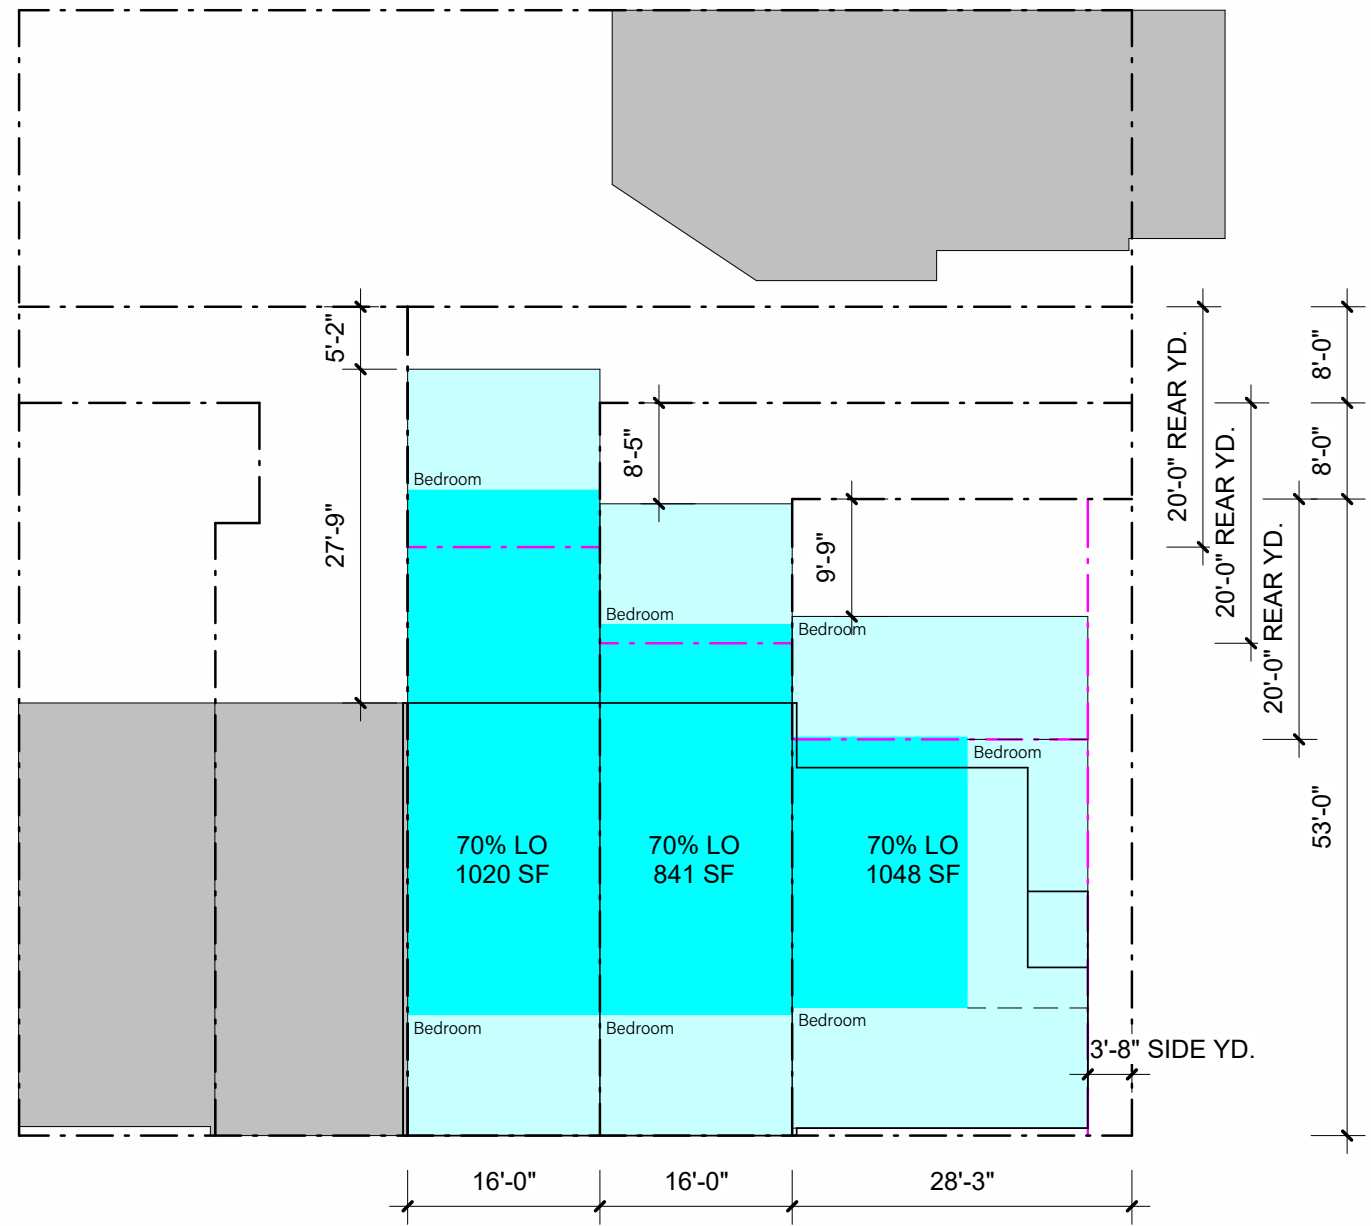 5'-2"
20'-0" REAR YD.
8'-0"
8'-5"
20'-0" REAR YD.
8'-0"
Bedroom
27'-9"
9'-9"
20'-0" REAR YD.
Bedroom
Bedroom
Bedroom
53'-0"
70% LO
1020 SF
70% LO
841 SF
70% LO
1048 SF
Bedroom
Bedroom
Bedroom
3'-8" SIDE YD.
16'-0"
16'-0"
28'-3"